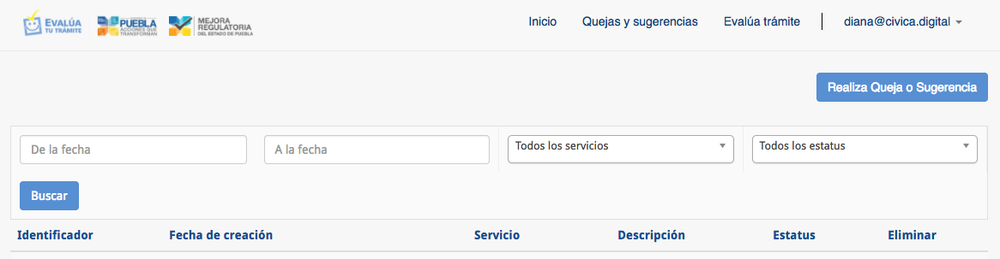 EVALÚA
TU TRÁMITE
PUEBLA
ACCIONES QUE
TRANSFORMAN
MEJORA
REGULATORIA
DEL ESTADO DE PUEBLA
Inicio
Quejas y sugerencias
Evalúa trámite
diana@civica.digital
Realiza Queja o Sugerencia
De la fecha
A la fecha
Todos los servicios
Todos los estatus
Buscar
Identificador
Fecha de creación
Servicio
Descripción
Estatus
Eliminar